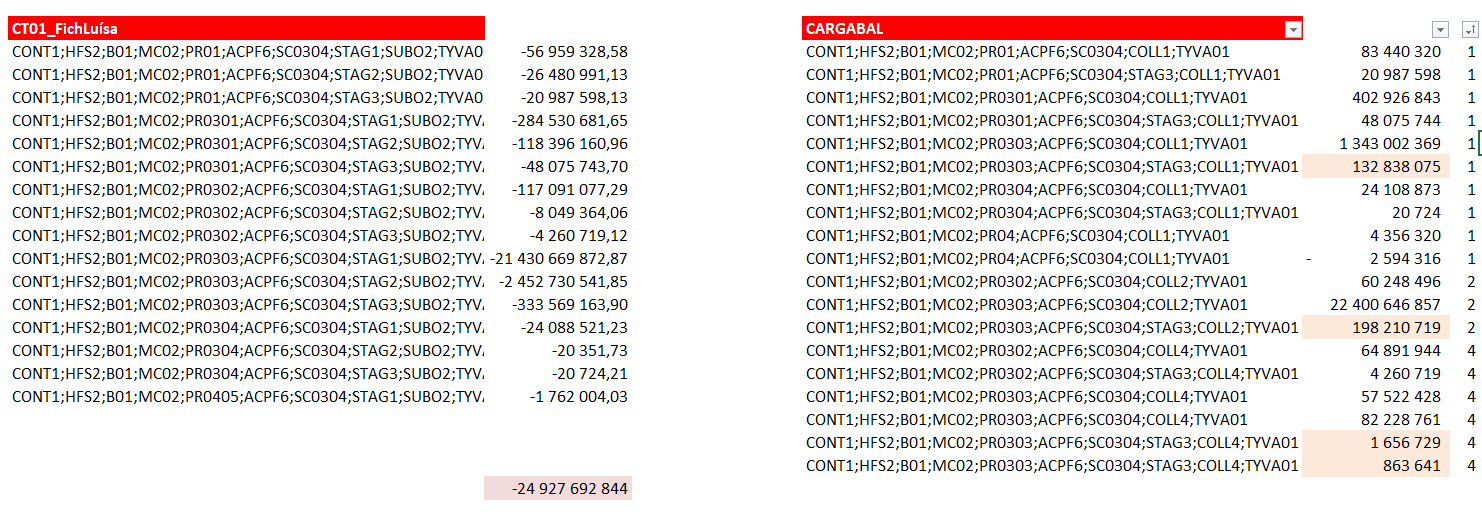 CT01_FichLuísa CARGABAL
CONT1;HFS2;B01;MC02;PR01;ACPF6;SC0304;STAG1;SUBO2;TYVA0 -56 959 328,58 CONT1;HFS2;B01;MC02;PR01;ACPF6;SC0304;COLL1;TYVA01 83 440 320 1
CONT1;HFS2;B01;MC02;PR01;ACPF6;SC0304;STAG2;SUBO2;TYVA0 -26 480 991,13 CONT1;HFS2;B01;MC02;PR01;ACPF6;SC0304;STAG3;COLL1;TYVA01 20 987 598 1
CONT1;HFS2;B01;MC02;PR01;ACPF6;SC0304;STAG3;SUBO2;TYVA0 -20 987 598,13 CONT1;HFS2;B01;MC02;PR0301;ACPF6;SC0304;COLL1;TYVA01 402 926 843 1
CONT1;HFS2;B01;MC02;PR0301;ACPF6;SC0304;STAG1;SUBO2;TYV -284 530 681,65 CONT1;HFS2;B01;MC02;PR0301;ACPF6;SC0304;STAG3;COLL1;TYVA01 48 075 744 1
CONT1;HFS2;B01;MC02;PR0301;ACPF6;SC0304;STAG2;SUBO2;TYV -118 396 160,96 CONT1;HFS2;B01;MC02;PR0303;ACPF6;SC0304;COLL1;TYVA01 1 343 002 369 1
CONT1;HFS2;B01;MC02;PR0301;ACPF6;SC0304;STAG3;SUBO2;TYV -48 075 743,70 CONT1;HFS2;B01;MC02;PR0303;ACPF6;SC0304;STAG3;COLL1;TYVA01 132 838 075 1
CONT1;HFS2;B01;MC02;PR0302;ACPF6;SC0304;STAG1;SUBO2;TYV -117 091 077,29 CONT1;HFS2;B01;MC02;PR0304;ACPF6;SC0304;COLL1;TYVA01 24 108 873 1
CONT1;HFS2;B01;MC02;PR0302;ACPF6;SC0304;STAG2;SUBO2;TYV -8 049 364,06 CONT1;HFS2;B01;MC02;PR0304;ACPF6;SC0304;STAG3;COLL1;TYVA01 20 724 1
CONT1;HFS2;B01;MC02;PR0302;ACPF6;SC0304;STAG3;SUBO2;TYV -4 260 719,12 CONT1;HFS2;B01;MC02;PR04;ACPF6;SC0304;COLL1;TYVA01 4 356 320 1
CONT1;HFS2;B01;MC02;PR0303;ACPF6;SC0304;STAG1;SUBO2;TYV -21 430 669 872,87 CONT1;HFS2;B01;MC02;PR04;ACPF6;SC0304;COLL1;TYVA01 - 2 594 316 1
CONT1;HFS2;B01;MC02;PR0303;ACPF6;SC0304;STAG2;SUBO2;TYV -2 452 730 541,85 CONT1;HFS2;B01;MC02;PR0302;ACPF6;SC0304;COLL2;TYVA01 60 248 496 2
CONT1;HFS2;B01;MC02;PR0303;ACPF6;SC0304;STAG3;SUBO2;TYV -333 569 163,90 CONT1;HFS2;B01;MC02;PR0303;ACPF6;SC0304;COLL2;TYVA01 22 400 646 857 2
CONT1;HFS2;B01;MC02;PR0304;ACPF6;SC0304;STAG1;SUBO2;TYV -24 088 521,23 CONT1;HFS2;B01;MC02;PR0303;ACPF6;SC0304;STAG3;COLL2;TYVA01 198 210 719 2
CONT1;HFS2;B01;MC02;PR0304;ACPF6;SC0304;STAG2;SUBO2;TYV -20 351,73 CONT1;HFS2;B01;MC02;PR0302;ACPF6;SC0304;COLL4;TYVA01 64 891 944 4
CONT1;HFS2;B01;MC02;PR0304;ACPF6;SC0304;STAG3;SUBO2;TYV -20 724,21 CONT1;HFS2;B01;MC02;PR0302;ACPF6;SC0304;STAG3;COLL4;TYVA01 4 260 719 4
CONT1;HFS2;B01;MC02;PR0405;ACPF6;SC0304;STAG1;SUBO2;TYV -1 762 004,03 CONT1;HFS2;B01;MC02;PR0303;ACPF6;SC0304;COLL4;TYVA01 57 522 428 4
CONT1;HFS2;B01;MC02;PR0303;ACPF6;SC0304;COLL4;TYVA01 82 228 761 4
CONT1;HFS2;B01;MC02;PR0303;ACPF6;SC0304;STAG3;COLL4;TYVA01 1 656 729 4
CONT1;HFS2;B01;MC02;PR0303;ACPF6;SC0304;STAG3;COLL4;TYVA01 863 641 4
-24 927 692 844